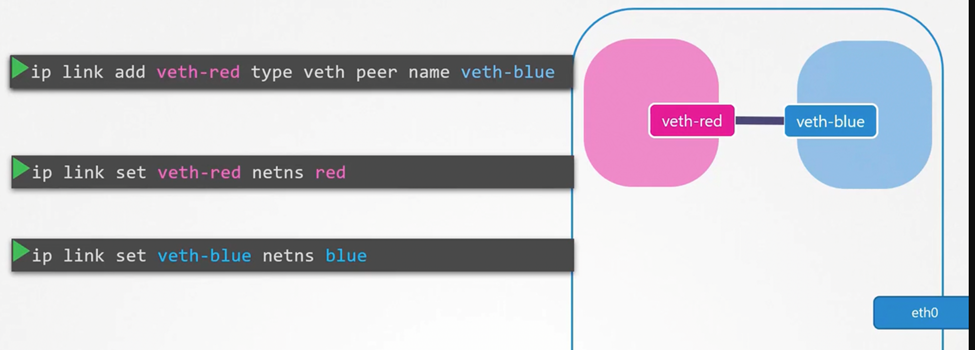 ip link add veth-red type veth peer name veth-blue
veth-red
veth-blue
ip link set veth-red netns red
ip link set veth-blue netns blue
eth0